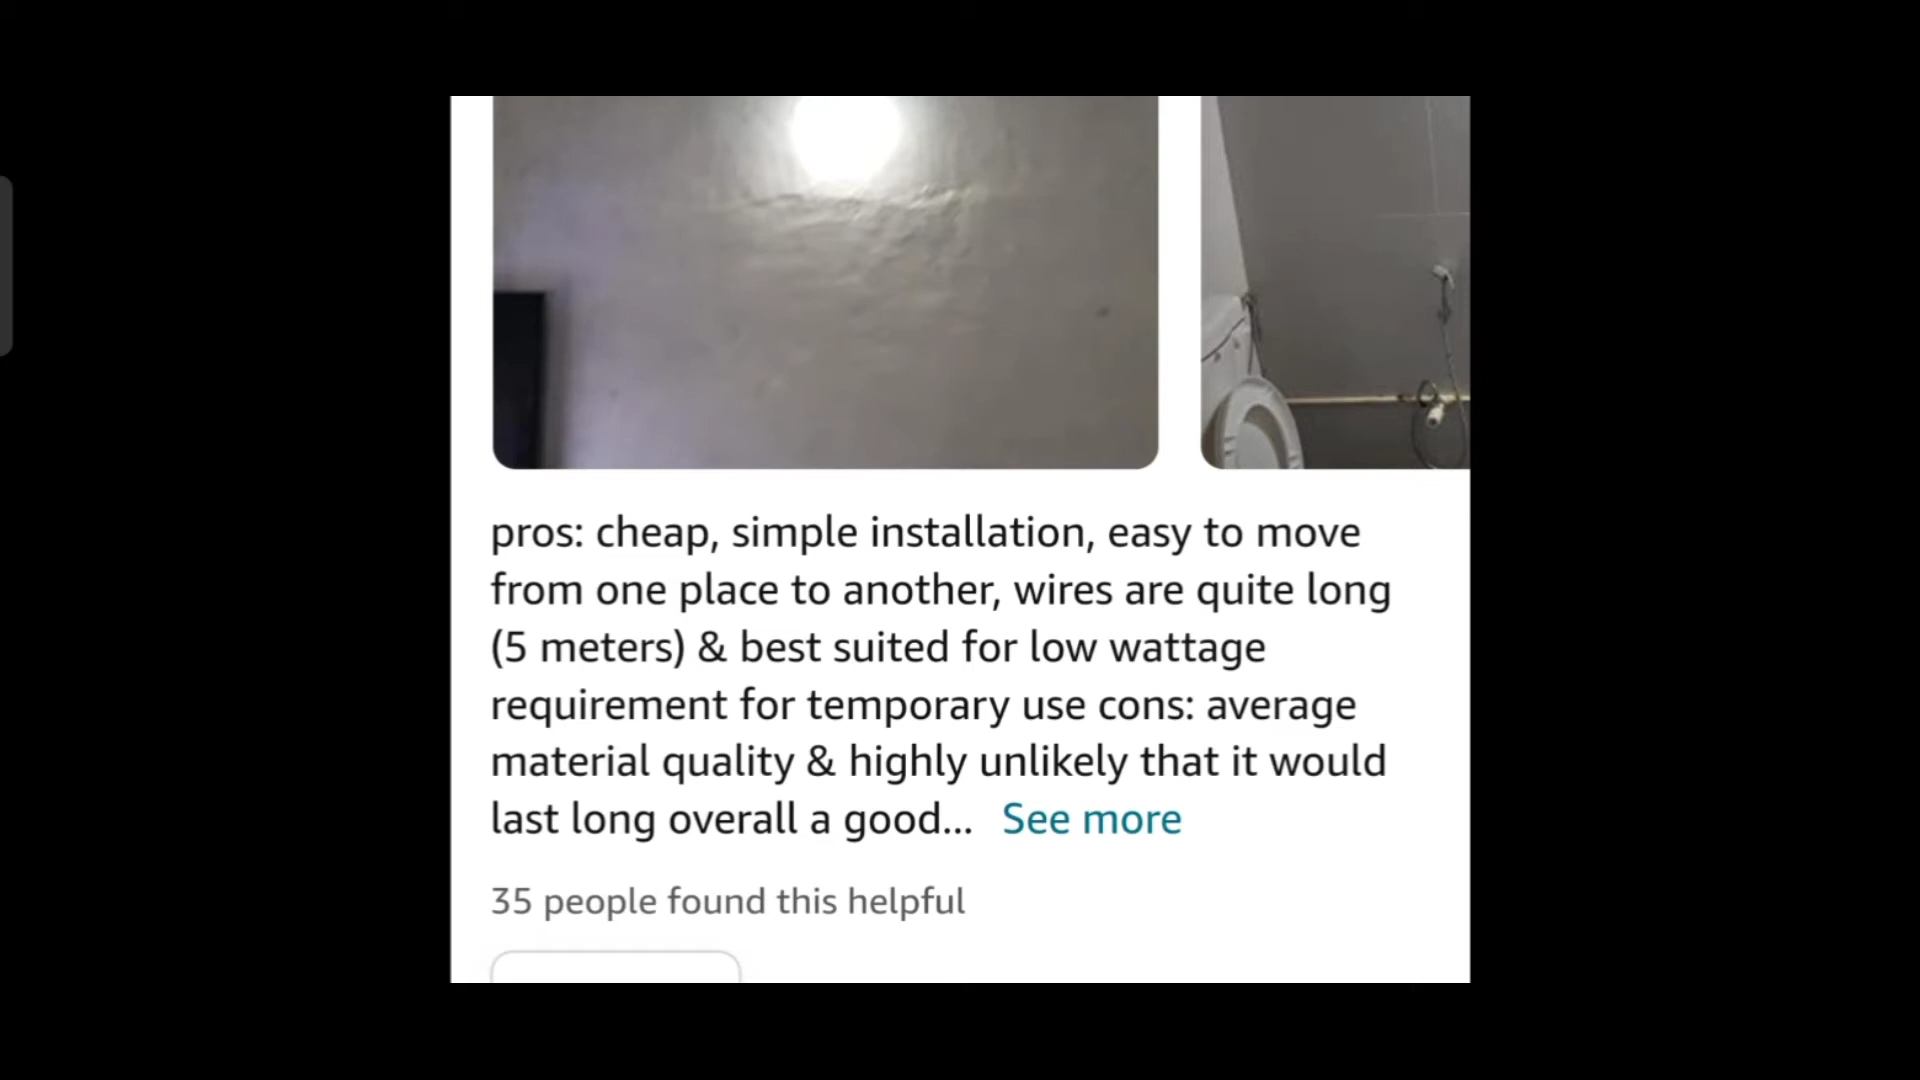 pros: cheap, simple installation, easy to move
from one place to another, wires are quite long
(5 meters) & best suited for low wattage
requirement for temporary use cons: average
material quality & highly unlikely that it would
last long overall a good... See more
35 people found this helpful